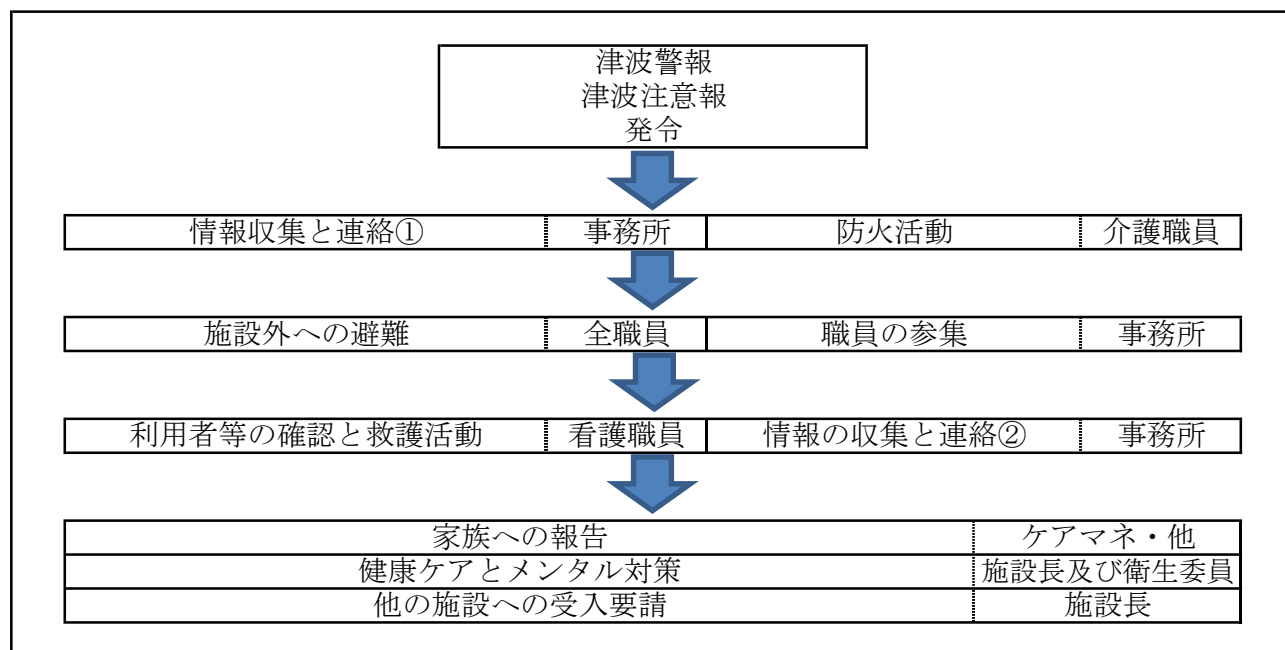 津波警報
津波注意報
発令
情報収集と連絡① 事務所 防火活動 介護職員
施設外への避難 全職員 職員の参集 事務所
利用者等の確認と救護活動 看護職員 情報の収集と連絡② 事務所
家族への報告 ケアマネ・他
健康ケアとメンタル対策 施設長及び衛生委員
他の施設への受入要請 施設長